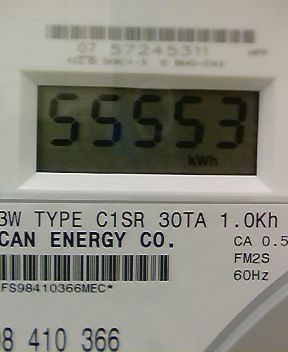 07 57245311
55553
kWh
3W TYPE C1SR 30TA 1.0Kh
CAN ENERGY CO.
CA 0.5
FM2S
60Hz
FS98410366MEC*
98 410 366